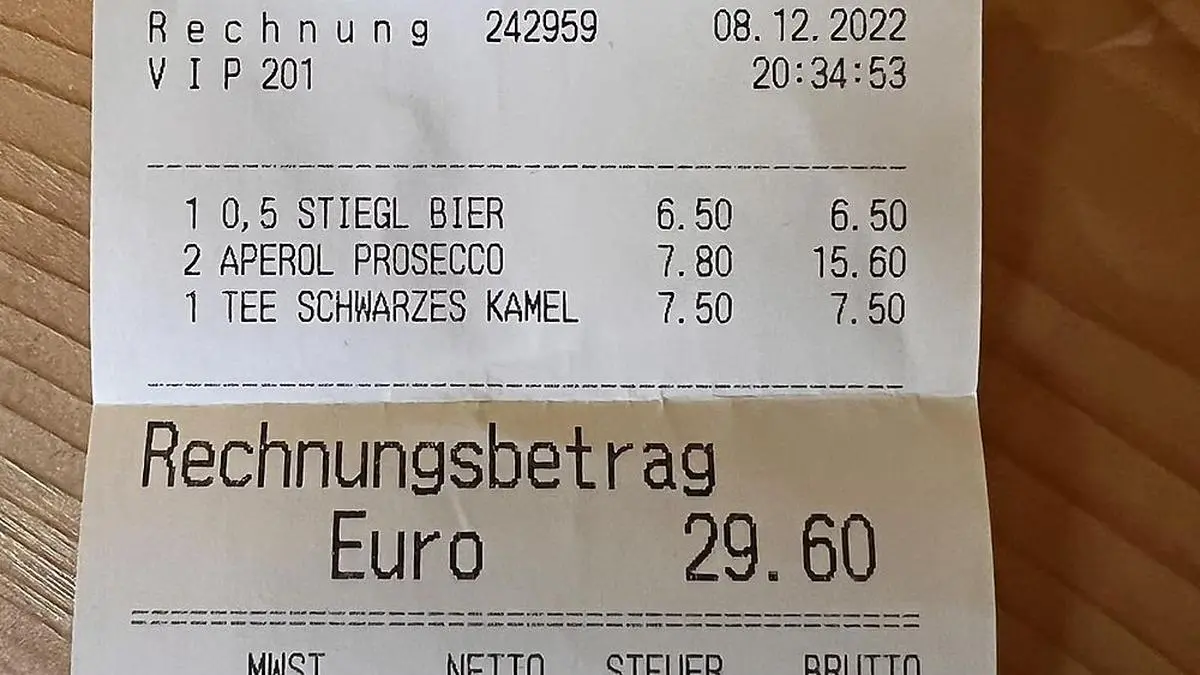 Rechnung 242959 08.12.2022
VIP 201 20:34:53
1 0,5 STIEGL BIER 6.50 6.50
2 APEROL PROSECCO 7.80 15.60
1 TEE SCHWARZES KAMEL 7.50 7.50
Rechnungsbetrag
Euro 29.60
MWST NETTO STEUER BRUTTO